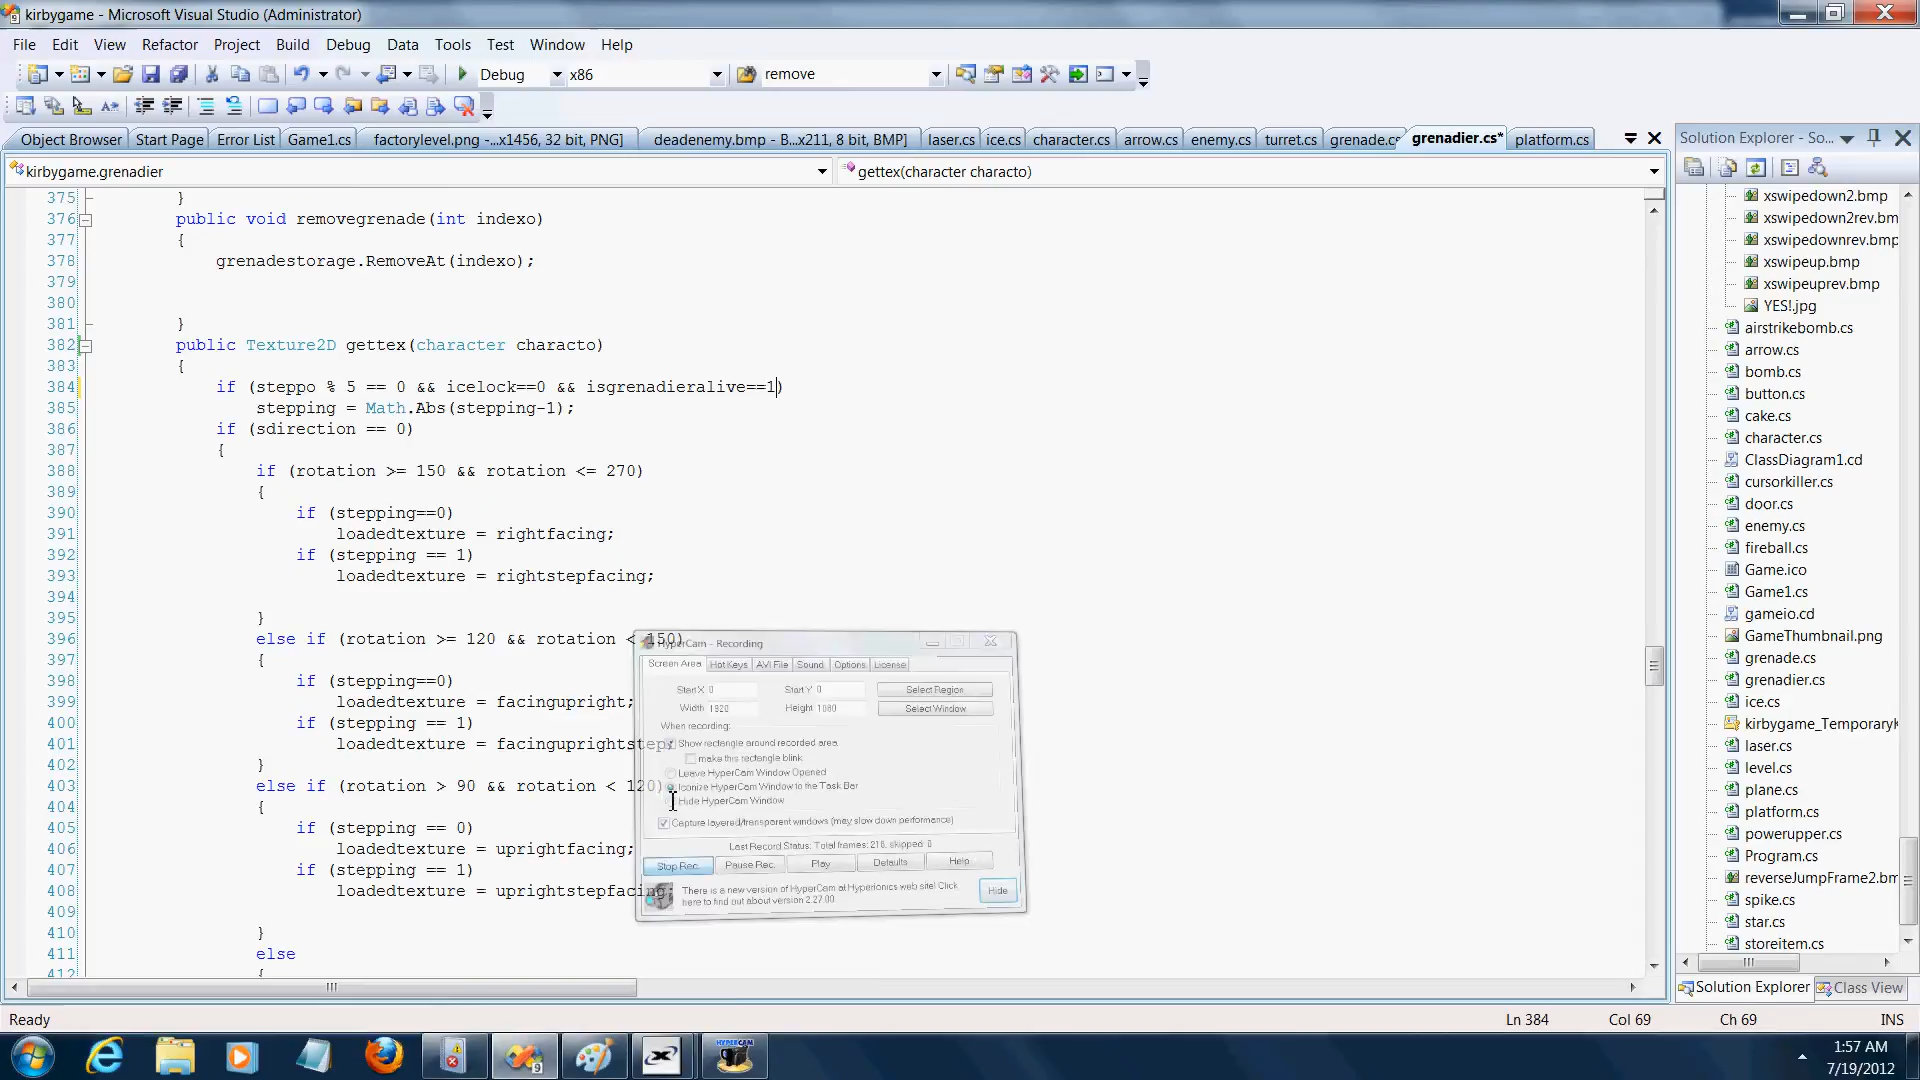 kirbygame - Microsoft Visual Studio (Administrator)
File Edit View Refactor Project Build Debug Data Tools Test Window Help
Debug x86 remove
Object Browser Start Page Error List Game1.cs factorylevel.png -...x1456, 32 bit, PNG] deadenemy.bmp - B...x211, 8 bit, BMP] laser.cs ice.cs character.cs arrow.cs enemy.cs turret.cs grenade.cs grenadier.cs* platform.cs
kirbygame.grenadier gettex(character characto)
375 }
376 public void removegrenade(int indexo)
377 {
378 grenadestorage.RemoveAt(indexo);
379
380
381 }
382 public Texture2D gettex(character characto)
383 {
384 if (steppo % 5 == 0 && icelock==0 && isgrenadieralive==1)
385 stepping = Math.Abs(stepping-1);
386 if (sdirection == 0)
387 {
388 if (rotation >= 150 && rotation <= 270)
389 {
390 if (stepping==0)
391 loadedtexture = rightfacing;
392 if (stepping == 1)
393 loadedtexture = rightstepfacing;
394
395 }
396 else if (rotation >= 120 && rotation < 150)
397 {
398 if (stepping==0)
399 loadedtexture = facingupright;
400 if (stepping == 1)
401 loadedtexture = facinguprightstep;
402 }
403 else if (rotation > 90 && rotation < 120)
404 {
405 if (stepping == 0)
406 loadedtexture = uprightfacing;
407 if (stepping == 1)
408 loadedtexture = uprightstepfacing;
409
410 }
411 else
412 {
HyperCam - Recording
Screen Area Hot Keys AVI File Sound Options License
Start X 0 Start Y 0 Select Region
Width 1920 Height 1080 Select Window
When recording:
Show rectangle around recorded area
make this rectangle blink
Leave HyperCam Window Opened
Iconize HyperCam Window to the Task Bar
Hide HyperCam Window
Capture layered/transparent windows (may slow down performance)
Last Record Status: Total frames: 216, skipped: 0
Stop Rec. Pause Rec. Play Defaults Help
There is a new version of HyperCam at Hyperionics web site! Click
here to find out about version 2.27.00
Hide
Solution Explorer - So...
xswipedown2.bmp
xswipedown2rev.bm
xswipedownrev.bmp
xswipeup.bmp
xswipeuprev.bmp
YES!.jpg
airstrikebomb.cs
arrow.cs
bomb.cs
button.cs
cake.cs
character.cs
ClassDiagram1.cd
cursorkiller.cs
door.cs
enemy.cs
fireball.cs
Game.ico
Game1.cs
gameio.cd
GameThumbnail.png
grenade.cs
grenadier.cs
ice.cs
kirbygame_TemporaryK
laser.cs
level.cs
plane.cs
platform.cs
powerupper.cs
Program.cs
reverseJumpFrame2.bm
spike.cs
star.cs
storeitem.cs
Solution Explorer Class View
Ready Ln 384 Col 69 Ch 69 INS
HYPERCAM
1:57 AM
7/19/2012